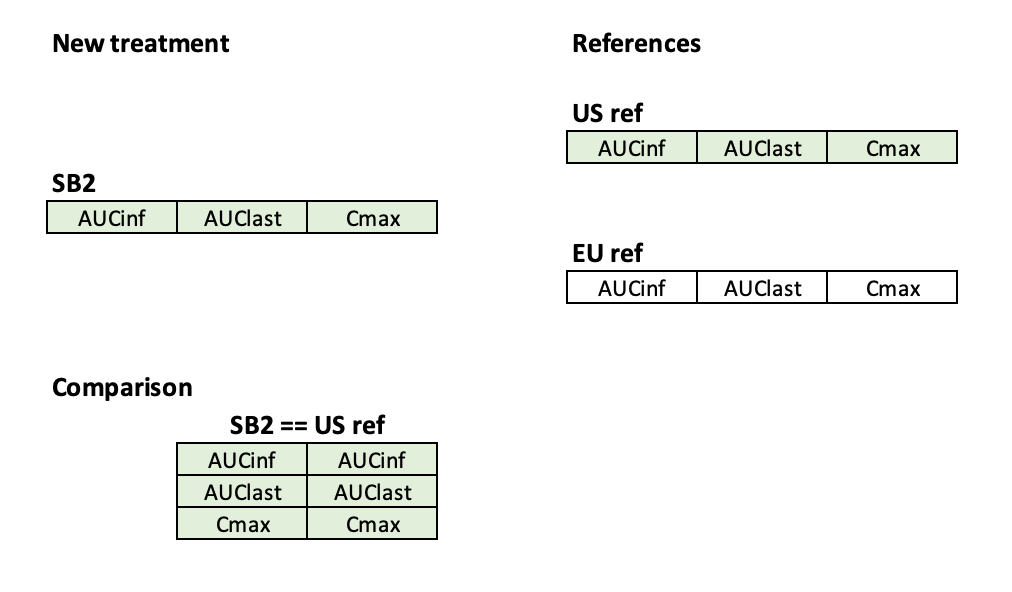 New treatment
References
US ref
AUCinf AUClast Cmax
SB2
AUCinf AUClast Cmax
EU ref
AUCinf AUClast Cmax
Comparison
SB2 == US ref
AUCinf AUCinf
AUClast AUClast
Cmax Cmax